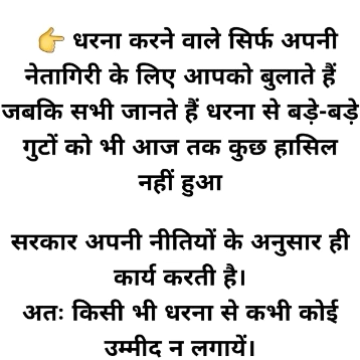 👉 धरना करने वाले सिर्फ अपनी
नेतागिरी के लिए आपको बुलाते हैं
जबकि सभी जानते हैं धरना से बड़े-बड़े
गुटों को भी आज तक कुछ हासिल
नहीं हुआ
सरकार अपनी नीतियों के अनुसार ही
कार्य करती है।
अतः किसी भी धरना से कभी कोई
उम्मीद न लगायें।